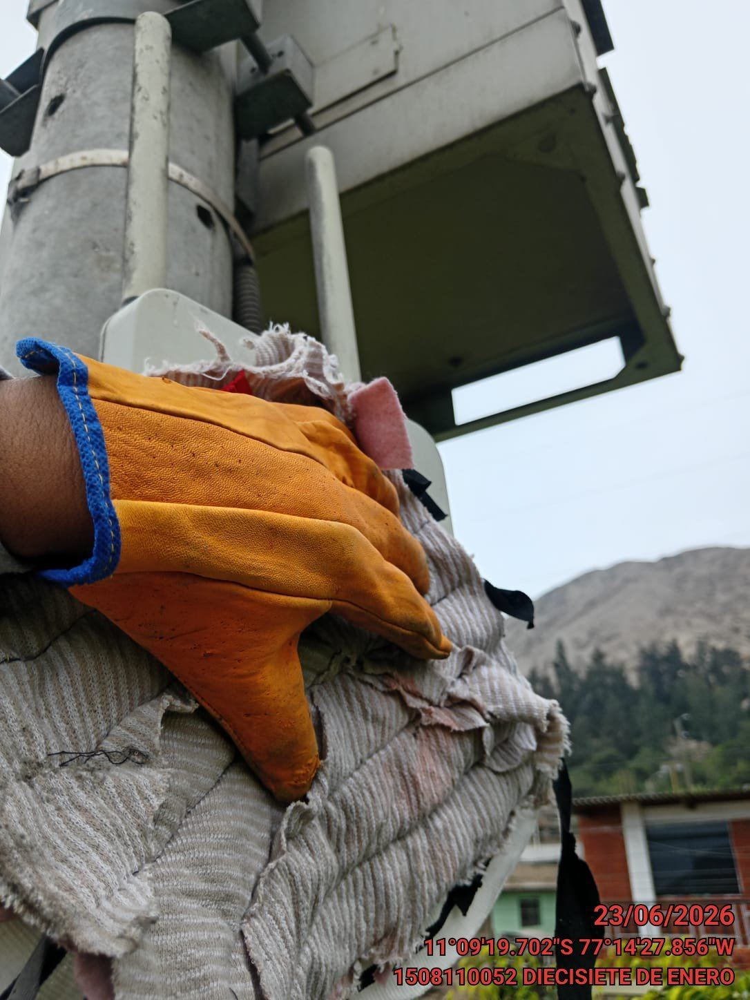 23/06/2026
11°09'19.702"S 77°14'27.856"W
1508110052 DIECISIETE DE ENERO